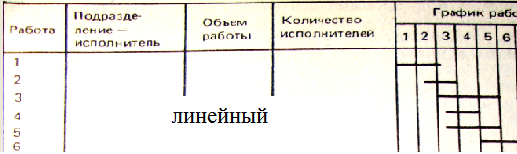 Работа
Подразде-
ление —
исполнитель
Объем
работы
Количество
исполнителей
График рабо
1 2 3 4 5 6
1
2
3
4
5
6
линейный